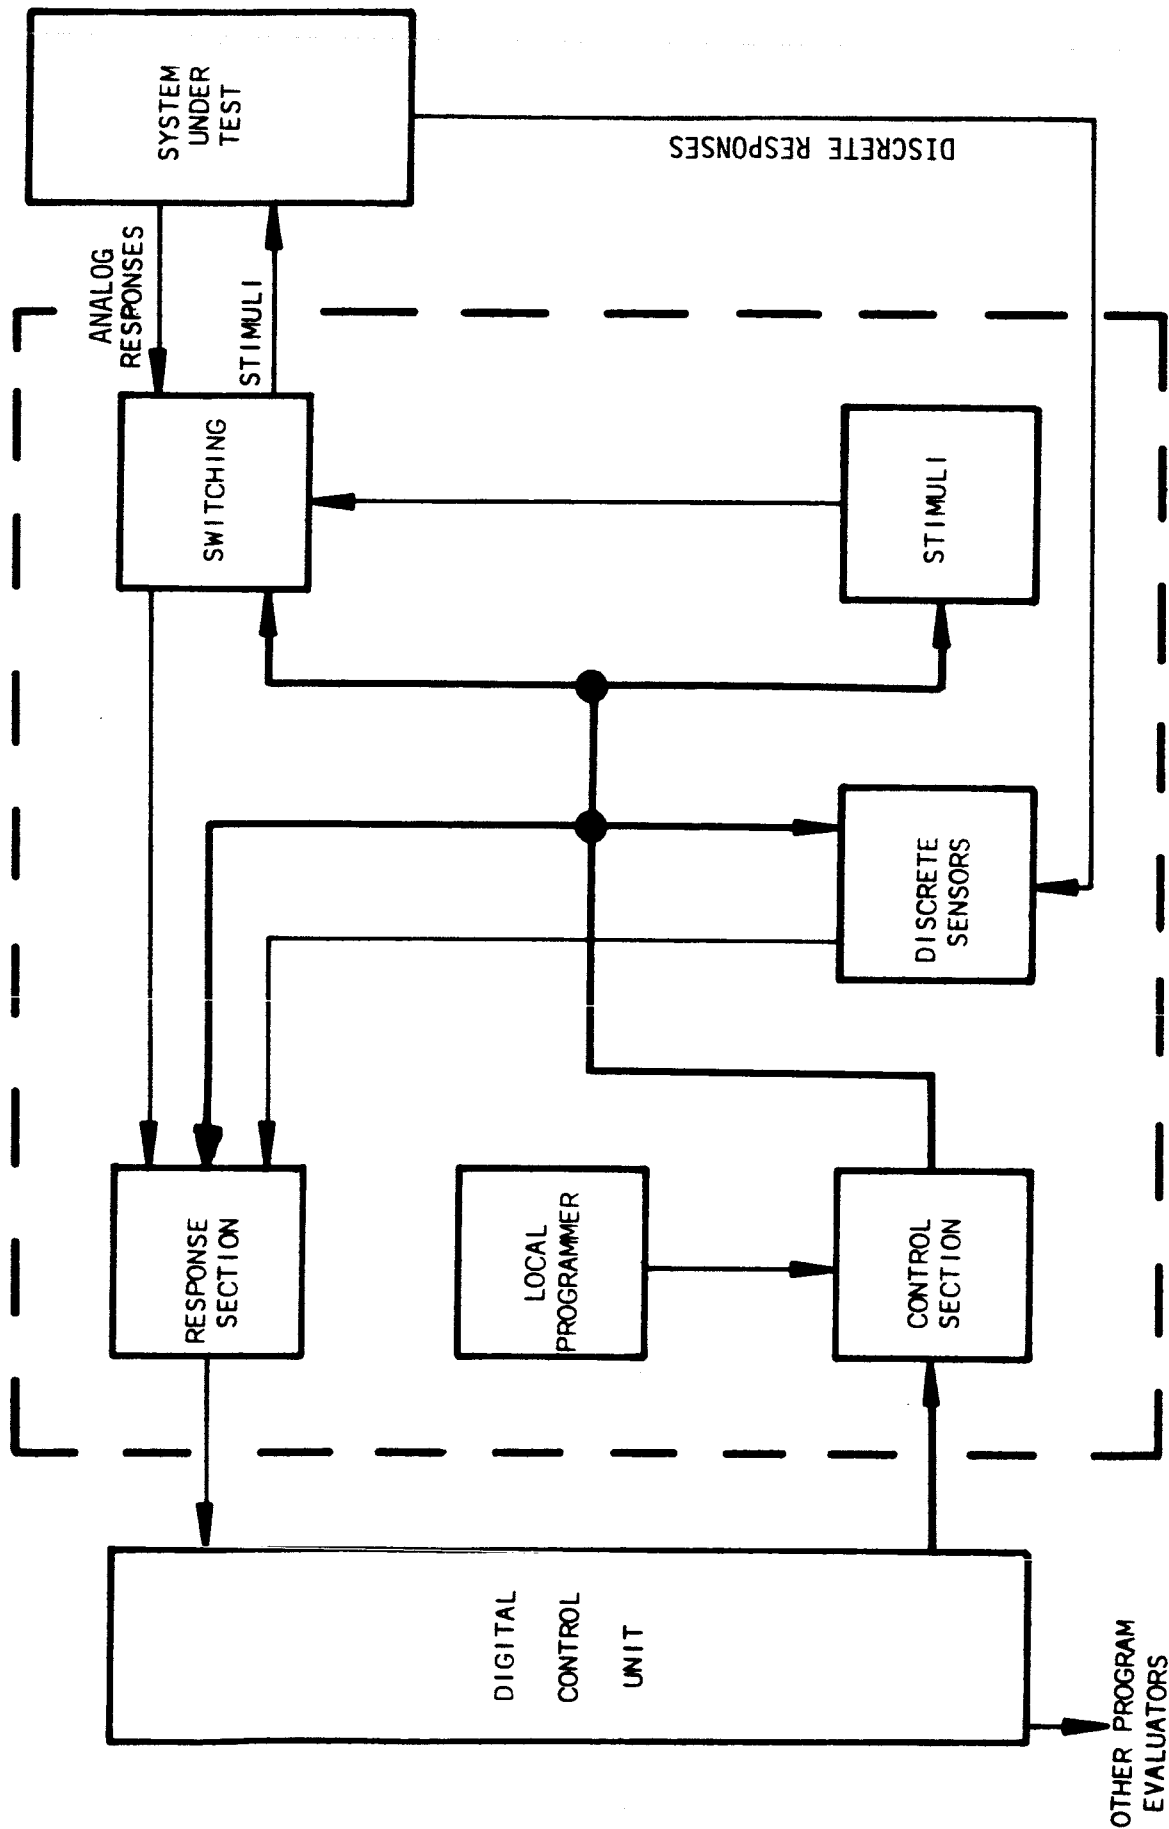 SYSTEM
UNDER
TEST
DISCRETE RESPONSES
ANALOG
RESPONSES
STIMULI
SWITCHING
STIMULI
DISCRETE
SENSORS
RESPONSE
SECTION
LOCAL
PROGRAMMER
CONTROL
SECTION
DIGITAL
CONTROL
UNIT
OTHER PROGRAM
EVALUATORS